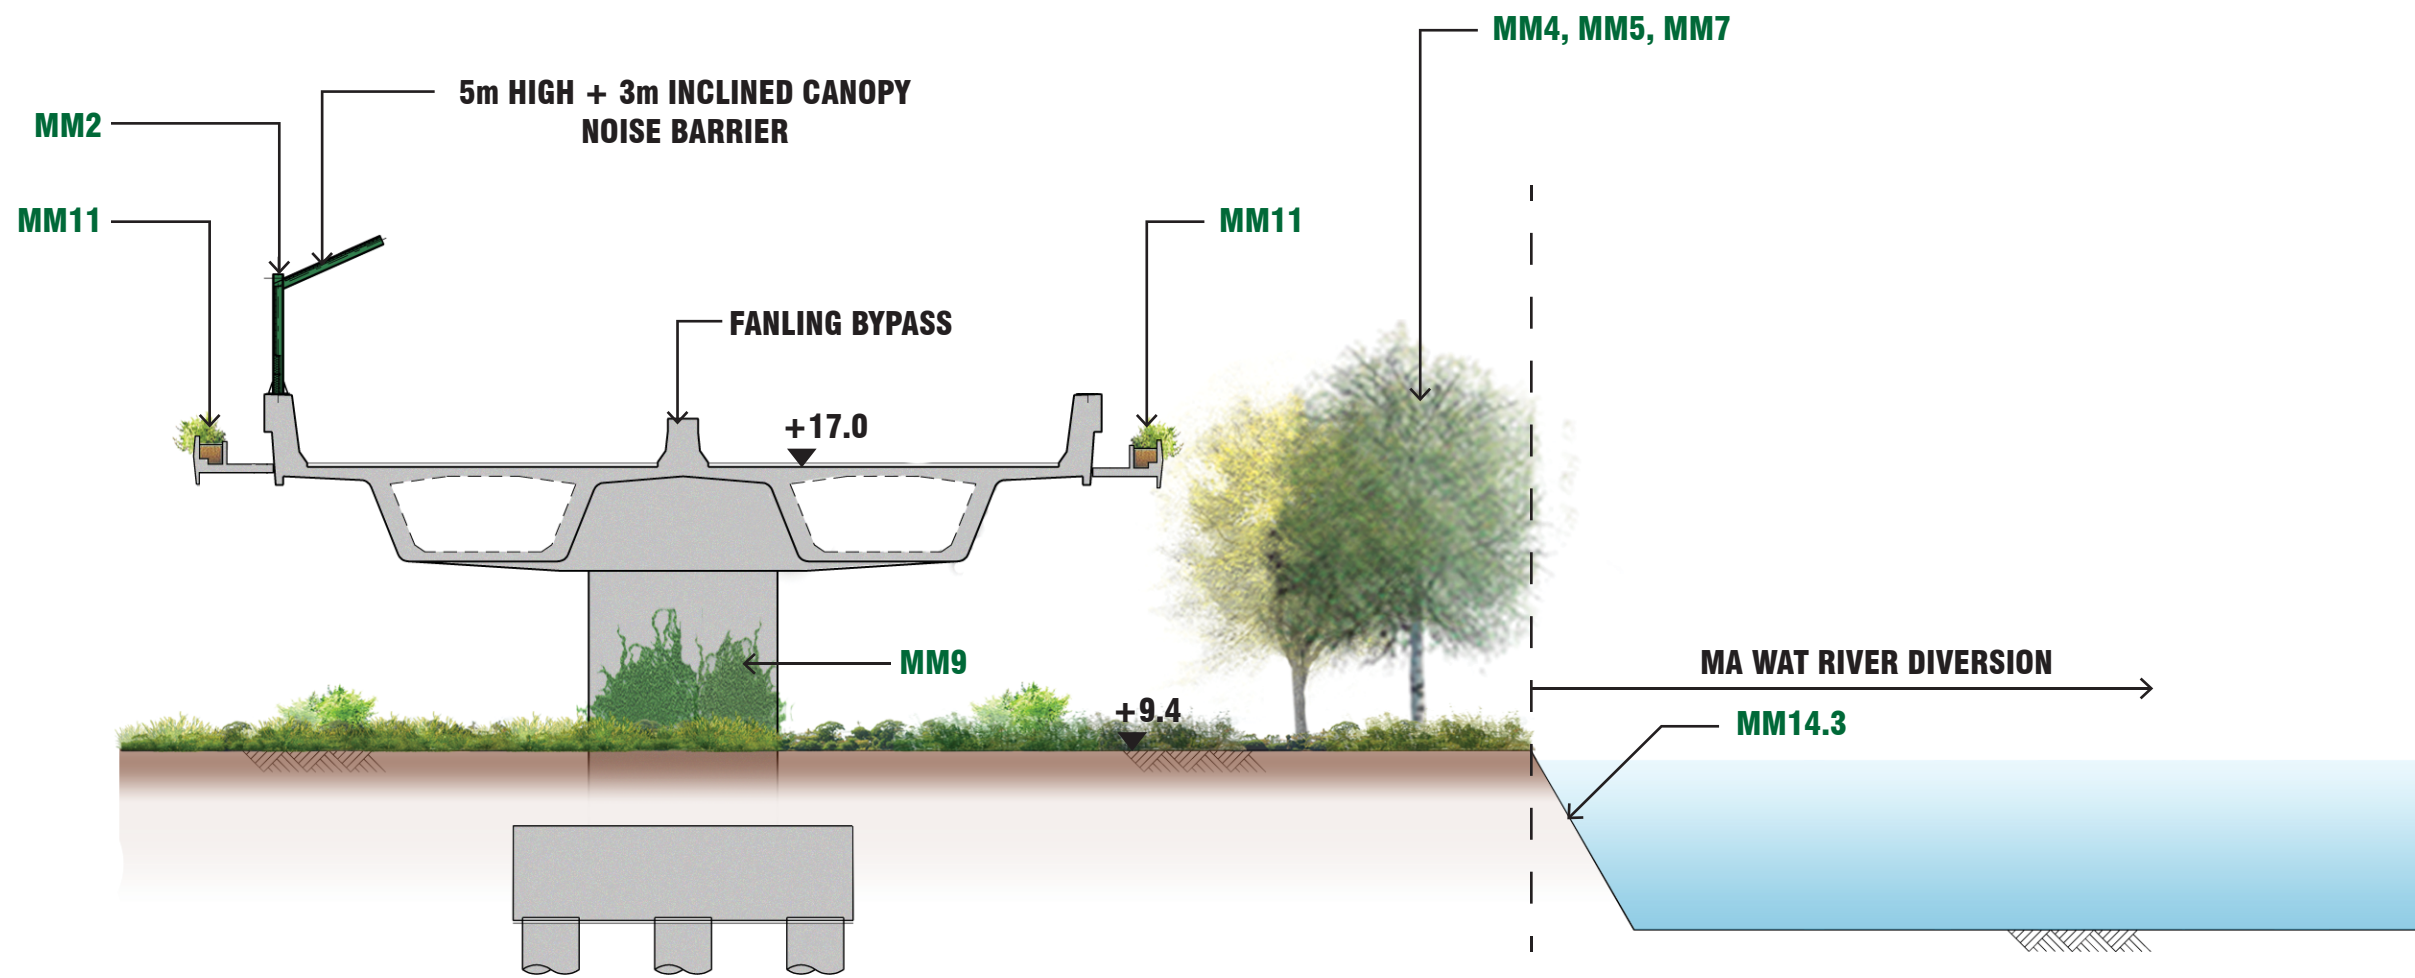 MM4, MM5, MM7
5m HIGH + 3m INCLINED CANOPY
NOISE BARRIER
MM2
MM11
MM11
FANLING BYPASS
+17.0
MM9
MA WAT RIVER DIVERSION
+9.4
MM14.3